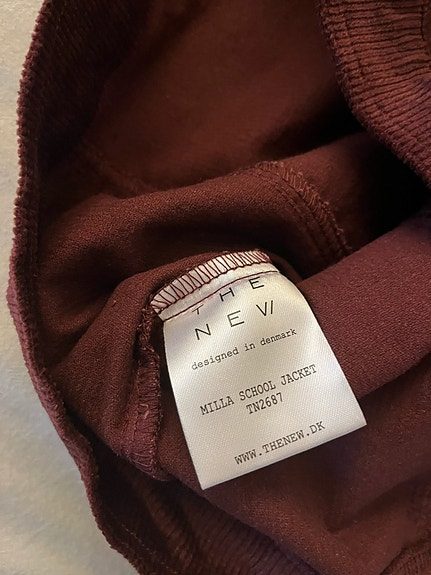 THE
NEW
designed in denmark
MILLA SCHOOL JACKET
TN2687
WWW.THENEW.DK